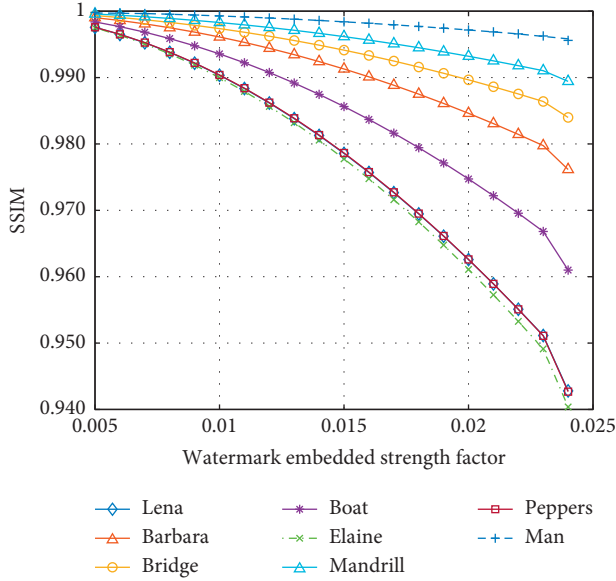 1
0.990
0.980
0.970
0.960
0.950
0.940
SSIM
0.005 0.01 0.015 0.02 0.025
Watermark embedded strength factor
Lena Boat Peppers
Barbara Elaine Man
Bridge Mandrill